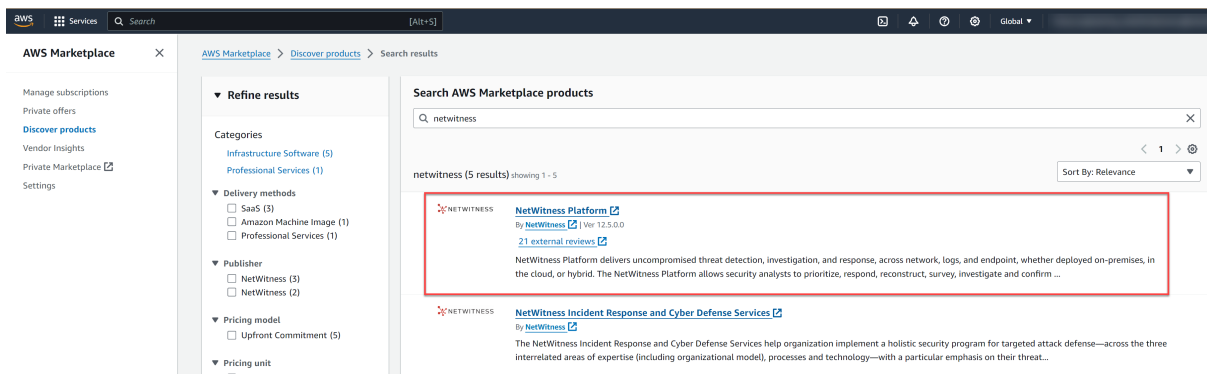 aws
Services
Search
[Alt+S]
Global ▼
AWS Marketplace
AWS Marketplace > Discover products > Search results
Manage subscriptions
Private offers
Discover products
Vendor Insights
Private Marketplace
Settings
▼ Refine results
Categories
Infrastructure Software (5)
Professional Services (1)
▼ Delivery methods
SaaS (3)
Amazon Machine Image (1)
Professional Services (1)
▼ Publisher
NetWitness (3)
NetWitness (2)
▼ Pricing model
Upfront Commitment (5)
▼ Pricing unit
Search AWS Marketplace products
netwitness
< 1 >
netwitness (5 results) showing 1 - 5
Sort By: Relevance
NETWITNESS
NetWitness Platform
By NetWitness | Ver 12.5.0.0
21 external reviews
NetWitness Platform delivers uncompromised threat detection, investigation, and response, across network, logs, and endpoint, whether deployed on-premises, in
the cloud, or hybrid. The NetWitness Platform allows security analysts to prioritize, respond, reconstruct, survey, investigate and confirm ...
NETWITNESS
NetWitness Incident Response and Cyber Defense Services
By NetWitness
The NetWitness Incident Response and Cyber Defense Services help organization implement a holistic security program for targeted attack defense—across the three
interrelated areas of expertise (including organizational model), processes and technology—with a particular emphasis on their threat...